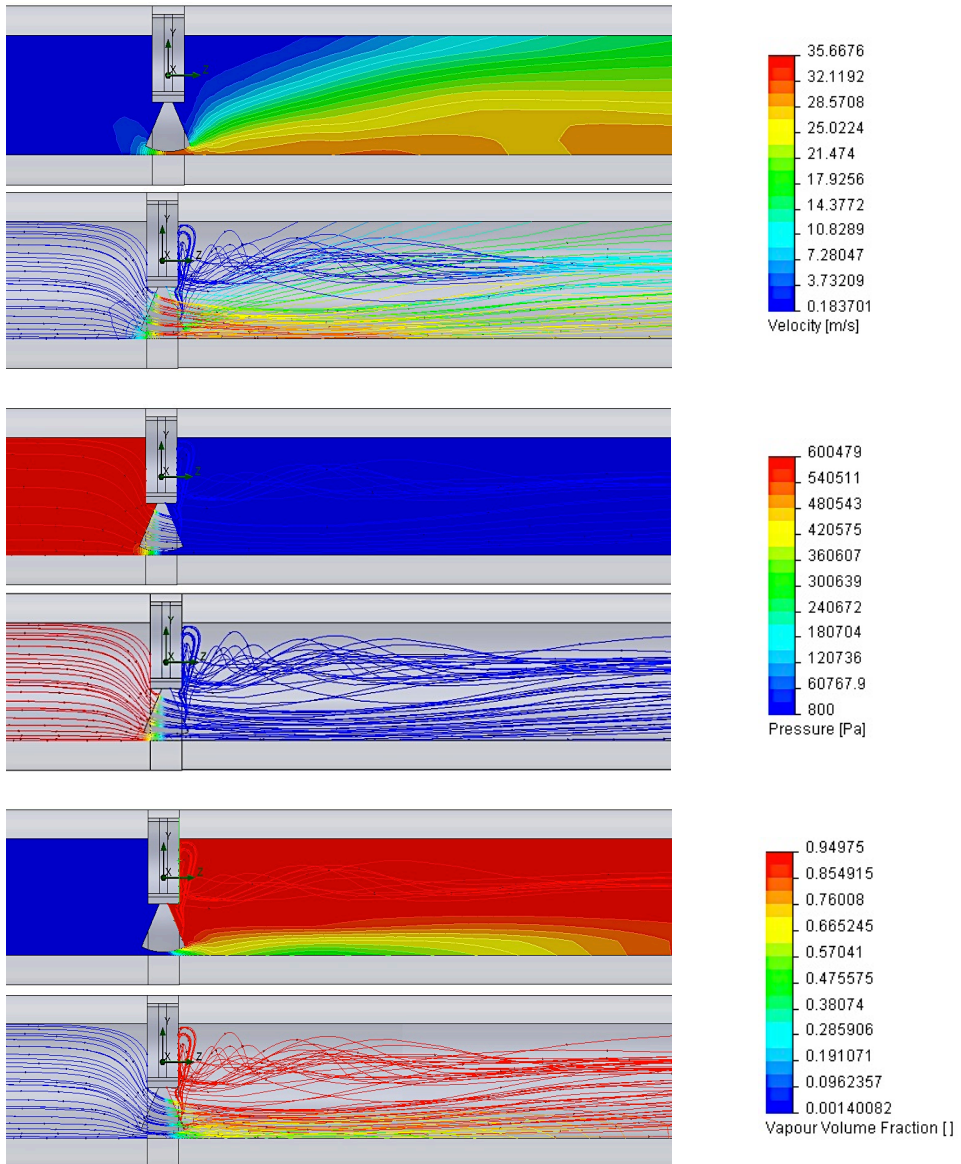 Y
X
Z
35.6676
32.1192
28.5708
25.0224
21.474
17.9256
14.3772
10.8289
7.28047
3.73209
0.183701
Velocity [m/s]
Y
X
Z
Y
X
Z
600479
540511
480543
420575
360607
300639
240672
180704
120736
60767.9
800
Pressure [Pa]
Y
X
Z
Y
X
Z
0.94975
0.854915
0.76008
0.665245
0.57041
0.475575
0.38074
0.285906
0.191071
0.0962357
0.00140082
Vapour Volume Fraction [ ]
Y
X
Z